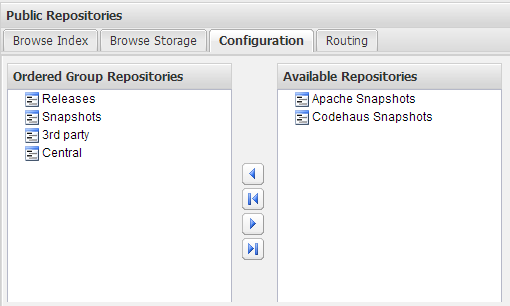 Public Repositories
Browse Index Browse Storage Configuration Routing
Ordered Group Repositories
Releases
Snapshots
3rd party
Central
Available Repositories
Apache Snapshots
Codehaus Snapshots